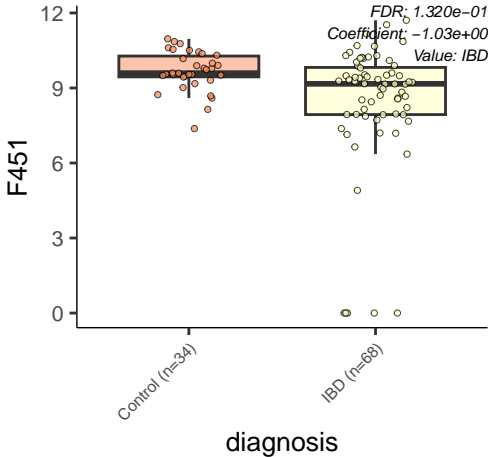 FDR: 1.320e−01
Coefficient: −1.03e+00
Value: IBD
12
9
6
3
0
F451
Control (n=34)
IBD (n=68)
diagnosis